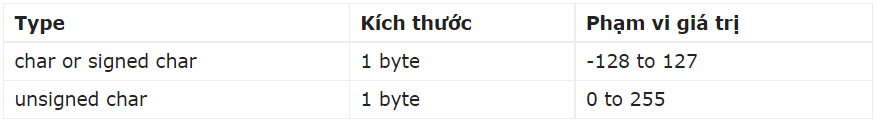 Type Kích thước Phạm vi giá trị
char or signed char 1 byte -128 to 127
unsigned char 1 byte 0 to 255